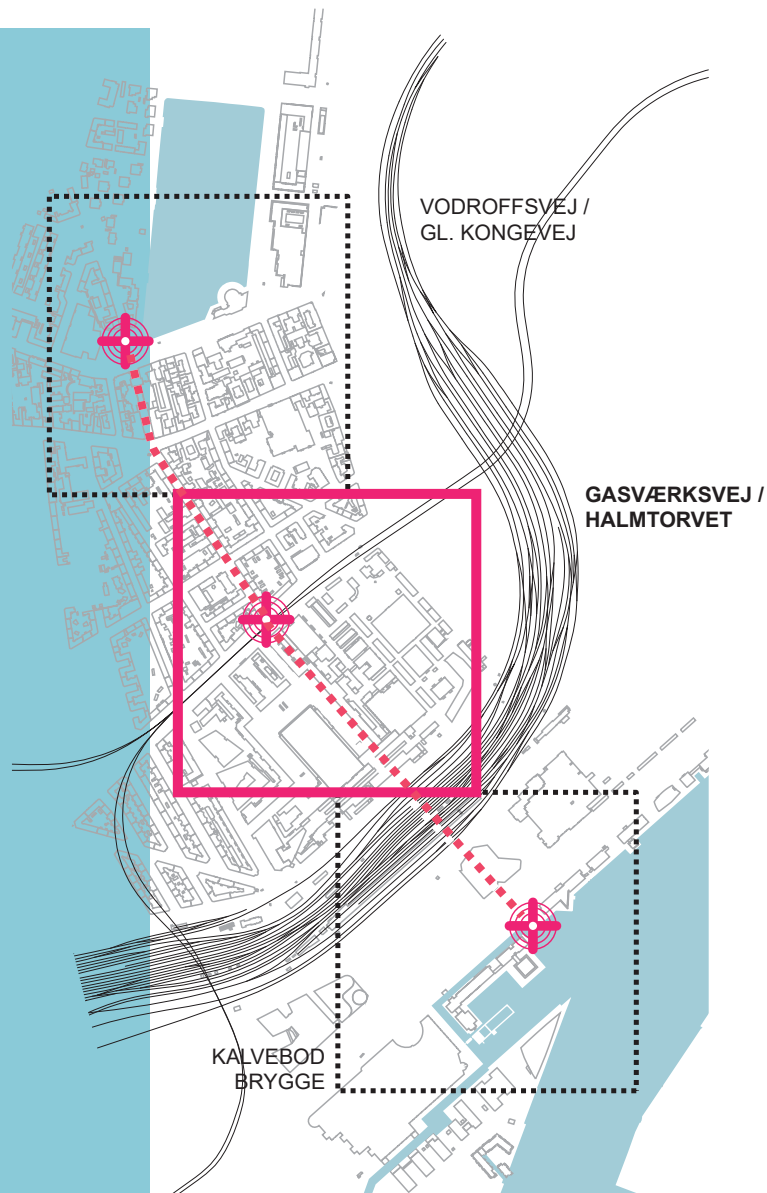 VODROFFSVEJ /
GL. KONGEVEJ
GASVÆRKSVEJ /
HALMTORVET
KALVEBOD
BRYGGE